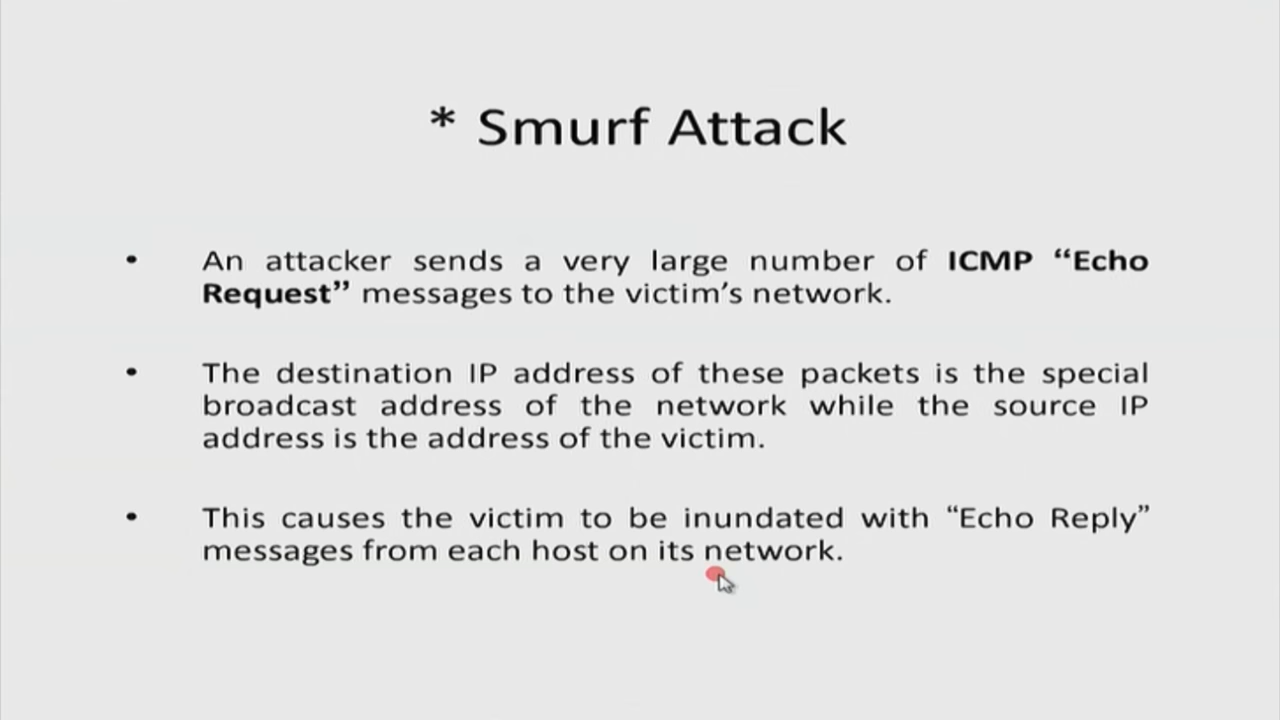 * Smurf Attack
• An attacker sends a very large number of ICMP “Echo
Request” messages to the victim’s network.
• The destination IP address of these packets is the special
broadcast address of the network while the source IP
address is the address of the victim.
• This causes the victim to be inundated with “Echo Reply”
messages from each host on its network.